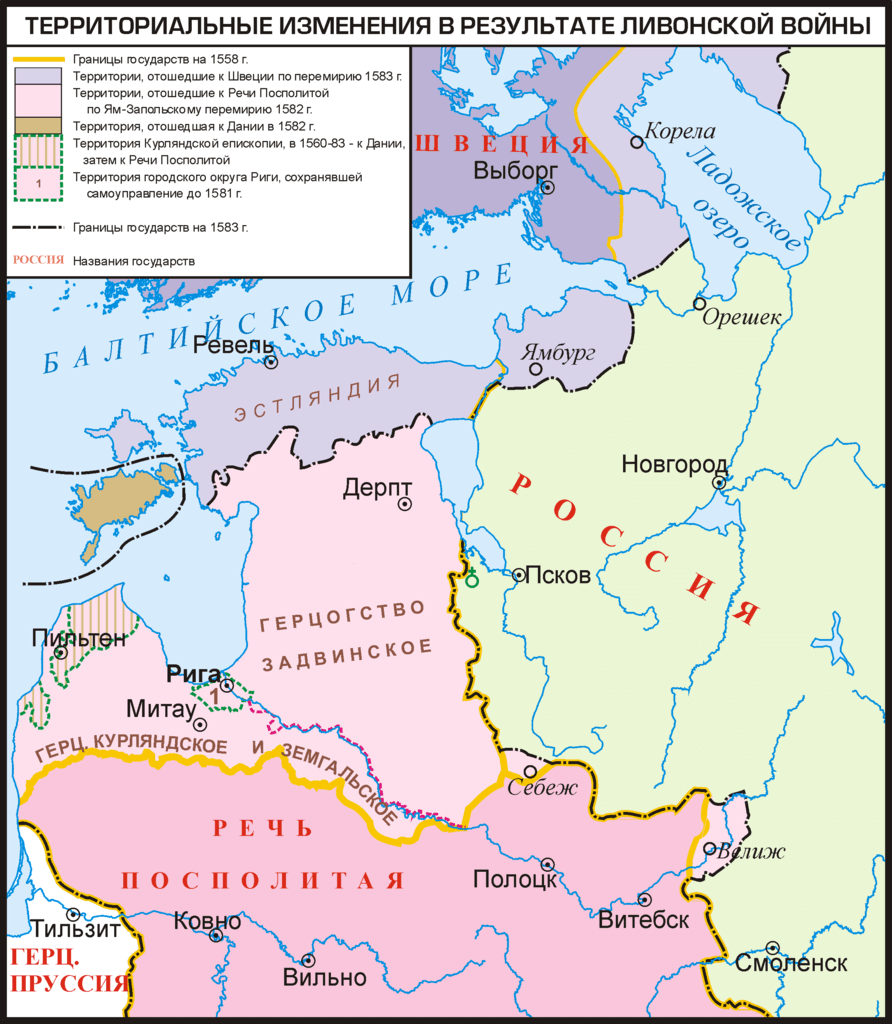 ТЕРРИТОРИАЛЬНЫЕ ИЗМЕНЕНИЯ В РЕЗУЛЬТАТЕ ЛИВОНСКОЙ ВОЙНЫ
Границы государств на 1558 г.
Территории, отошедшие к Швеции по перемирию 1583 г.
Территории, отошедшие к Речи Посполитой
по Ям-Запольскому перемирию 1582 г.
Территория, отошедшая к Дании в 1582 г.
Территория Курляндской епископии, в 1560-83 - к Дании,
затем к Речи Посполитой
1
Территория городского округа Риги, сохранявшей
самоуправление до 1581 г.
Границы государств на 1583 г.
РОССИЯ
Названия государств
ШВЕЦИЯ
Выборг
Корела
Ладожское
озеро
БАЛТИЙСКОЕ МОРЕ
Орешек
Ревель
Ямбург
ЭСТЛЯНДИЯ
Новгород
Дерпт
РОССИЯ
Псков
ГЕРЦОГСТВО
ЗАДВИНСКОЕ
Пильтен
Рига
1
Митау
ГЕРЦ. КУРЛЯНДСКОЕ И ЗЕМГАЛЬСКОЕ
Себеж
РЕЧЬ
ПОСПОЛИТАЯ
Велиж
Полоцк
Витебск
Тильзит
Ковно
ГЕРЦ.
ПРУССИЯ
Вильно
Смоленск